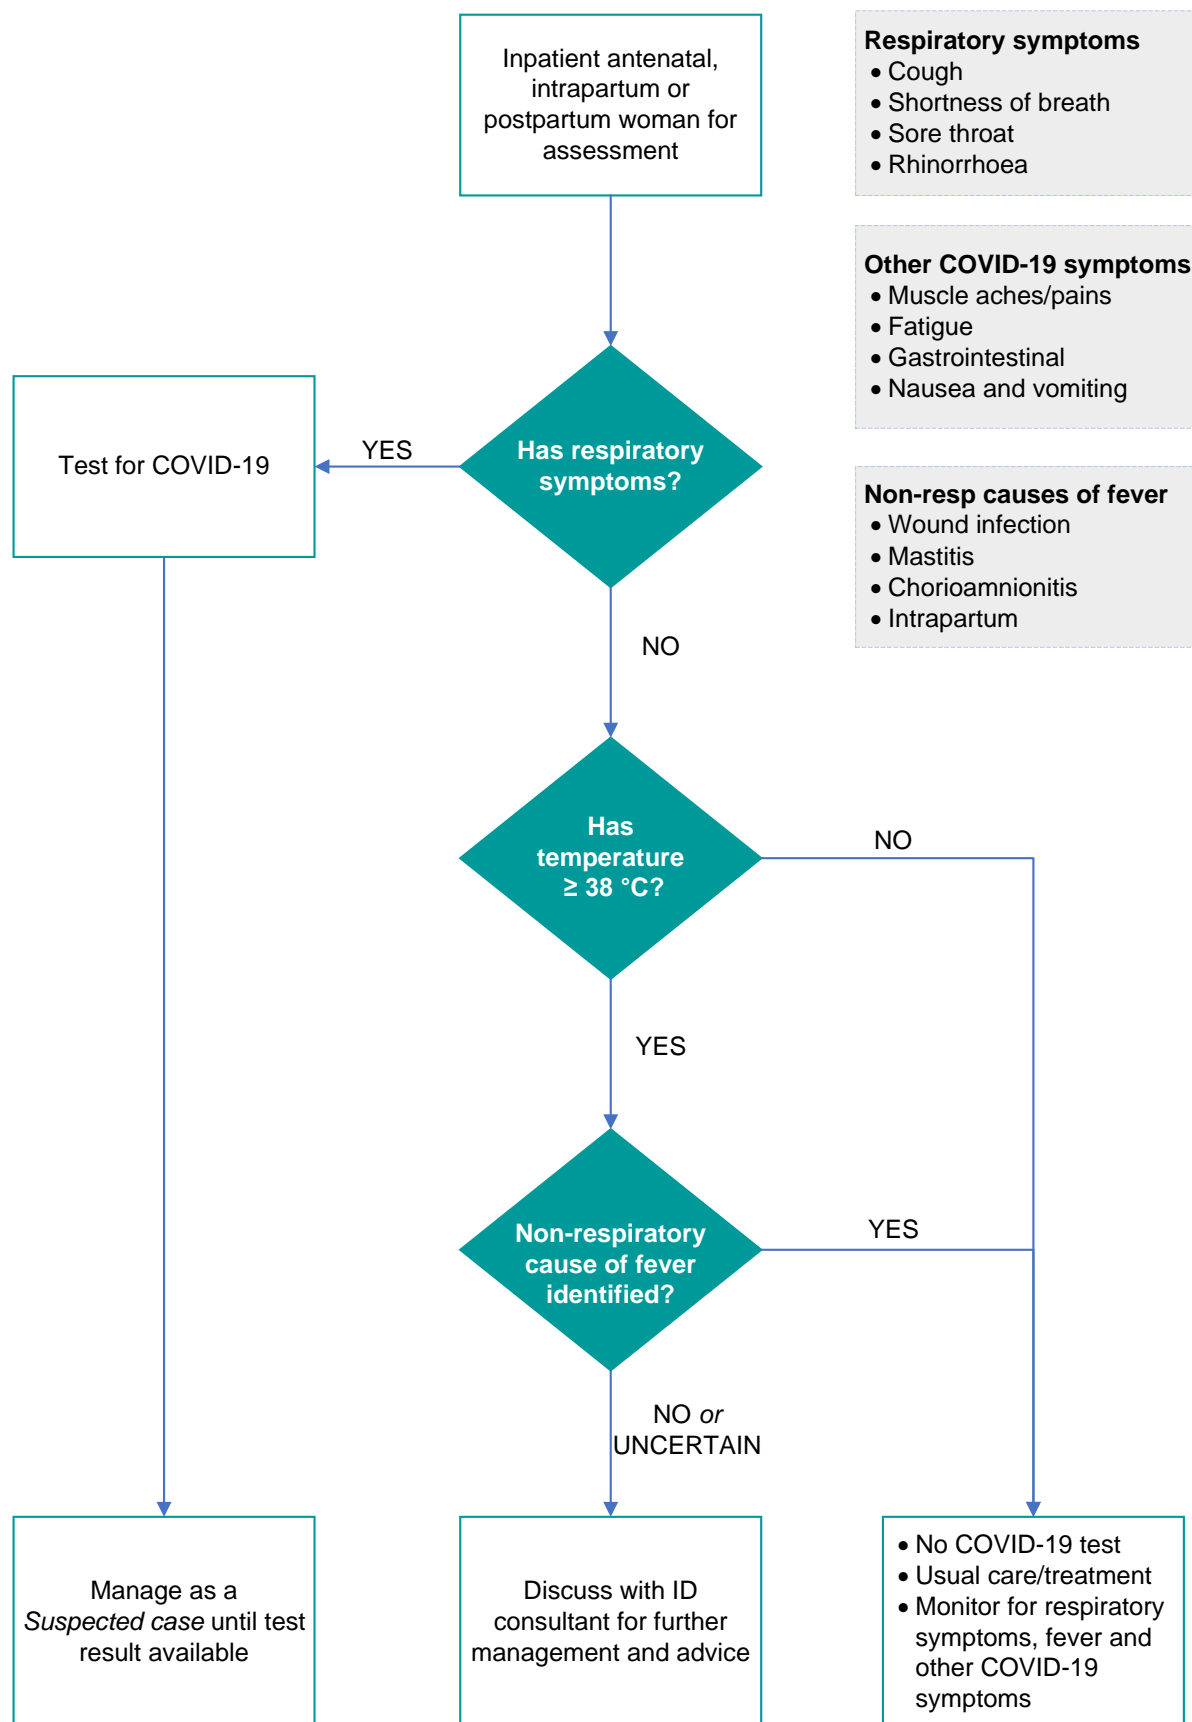 Inpatient antenatal,
intrapartum or
postpartum woman for
assessment
Respiratory symptoms
• Cough
• Shortness of breath
• Sore throat
• Rhinorrhoea
Other COVID-19 symptoms
• Muscle aches/pains
• Fatigue
• Gastrointestinal
• Nausea and vomiting
Non-resp causes of fever
• Wound infection
• Mastitis
• Chorioamnionitis
• Intrapartum
Has respiratory
symptoms?
YES
Test for COVID-19
NO
Has
temperature
≥ 38 °C?
NO
YES
Non-respiratory
cause of fever
identified?
YES
NO or
UNCERTAIN
Manage as a
Suspected case until test
result available
Discuss with ID
consultant for further
management and advice
• No COVID-19 test
• Usual care/treatment
• Monitor for respiratory
symptoms, fever and
other COVID-19
symptoms